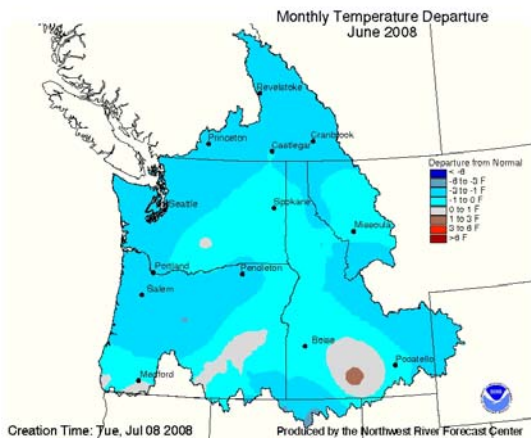 Monthly Temperature Departure
June 2008
Revelstoke
Princeton
Cranbrook
Castlegar
Departure from Normal
< -6
-6 to -3 F
-3 to -1 F
-1 to 0 F
0 to 1 F
1 to 3 F
3 to 6 F
>6 F
Seattle
Spokane
Missoula
Portland
Pendleton
Salem
Boise
Pocatello
Medford
Creation Time: Tue, Jul 08 2008
Produced by the Northwest River Forecast Center